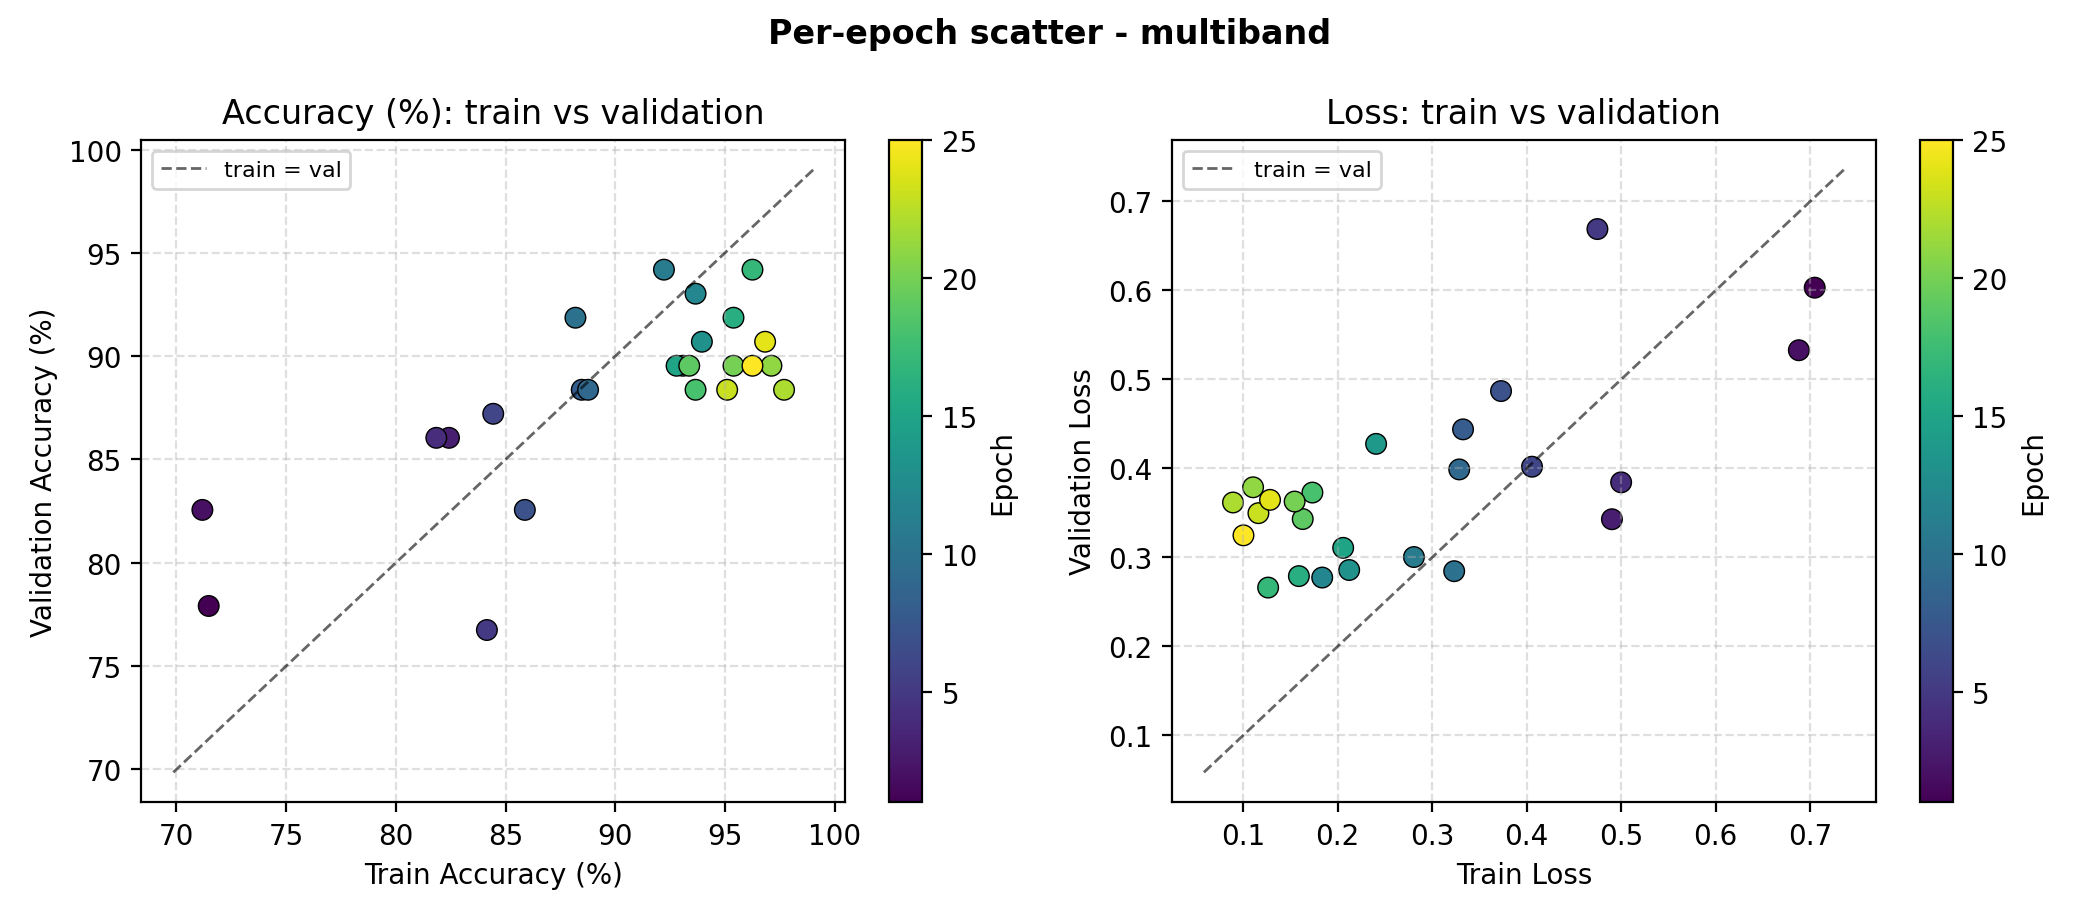 Per-epoch scatter - multiband
Accuracy (%): train vs validation
train = val
100
95
90
85
80
75
70
70 75 80 85 90 95 100
Train Accuracy (%)
Validation Accuracy (%)
25
20
15
10
5
Epoch
Loss: train vs validation
train = val
0.7
0.6
0.5
0.4
0.3
0.2
0.1
0.1 0.2 0.3 0.4 0.5 0.6 0.7
Train Loss
Validation Loss
25
20
15
10
5
Epoch